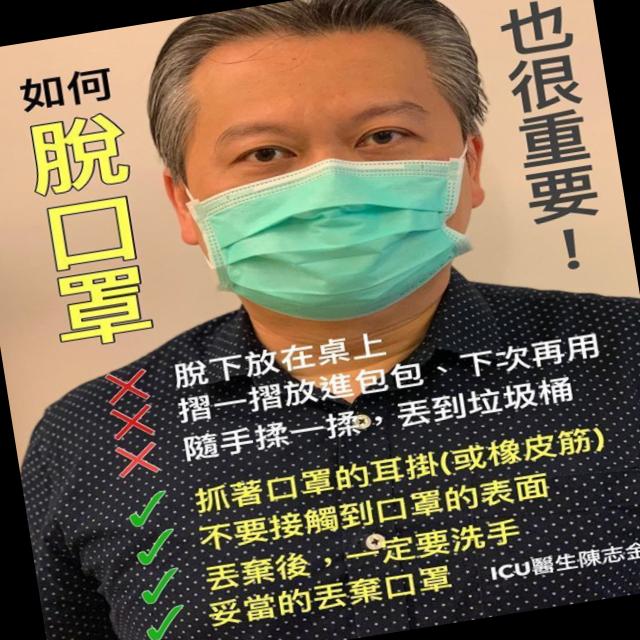 如何
脫口罩
也很重要！
脫下放在桌上
摺一摺放進包包、下次再用
隨手揉一揉，丟到垃圾桶
抓著口罩的耳掛(或橡皮筋)
不要接觸到口罩的表面
丟棄後，一定要洗手
妥當的丟棄口罩
ICU醫生陳志金